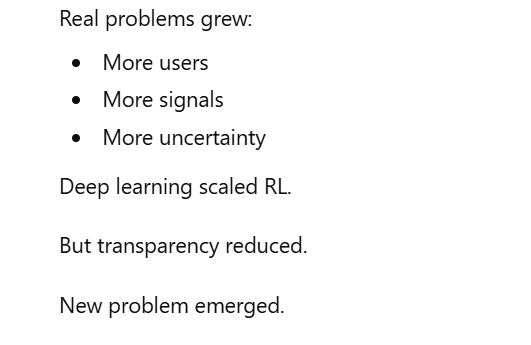 Real problems grew:
• More users
• More signals
• More uncertainty
Deep learning scaled RL.
But transparency reduced.
New problem emerged.